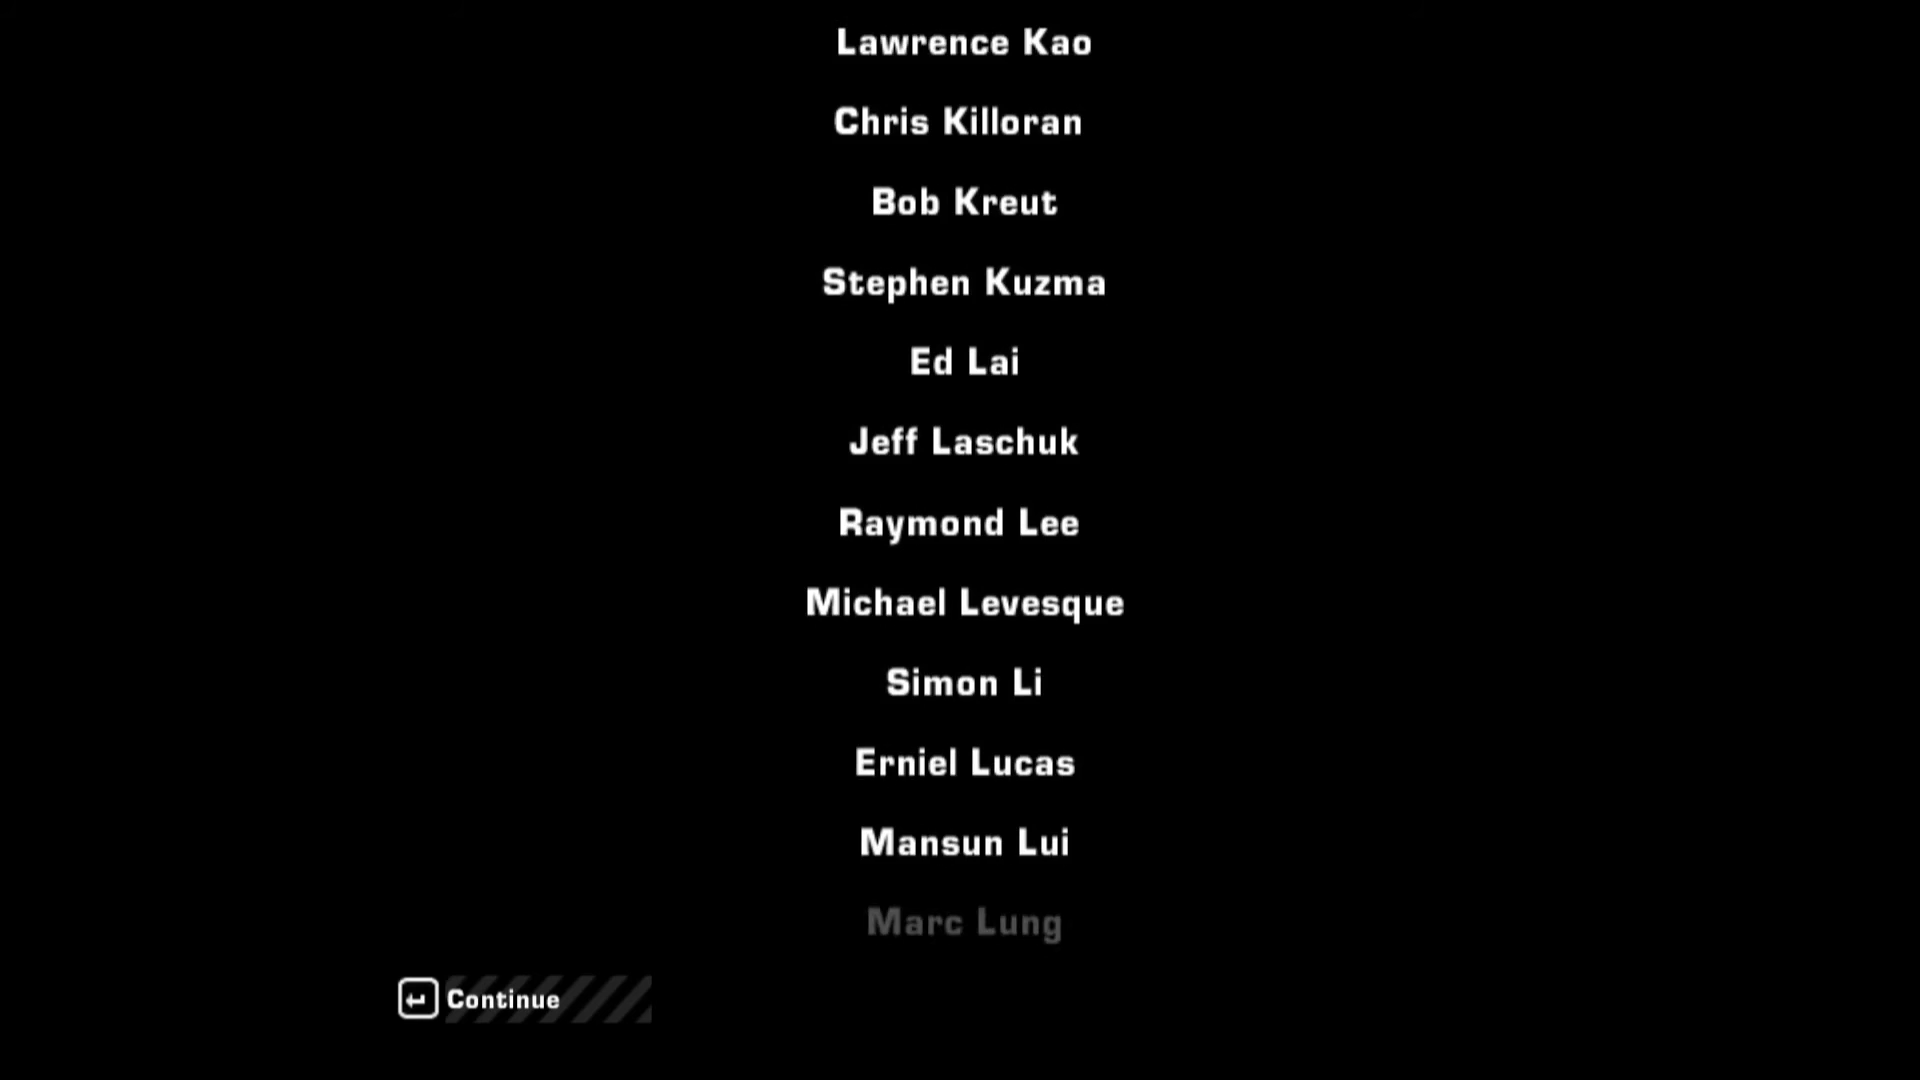 Lawrence Kao
Chris Killoran
Bob Kreut
Stephen Kuzma
Ed Lai
Jeff Laschuk
Raymond Lee
Michael Levesque
Simon Li
Erniel Lucas
Mansun Lui
Marc Lung
Continue